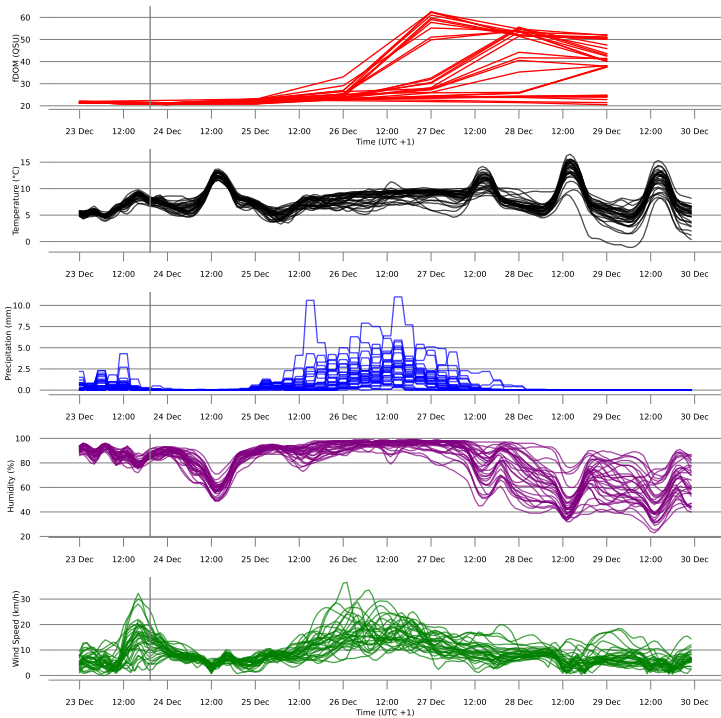 fDOM (QSU)
60
50
40
30
20
23 Dec 12:00 24 Dec 12:00 25 Dec 12:00 26 Dec 12:00 27 Dec 12:00 28 Dec 12:00 29 Dec 12:00 30 Dec
Time (UTC +1)
Temperature (°C)
15
10
5
0
23 Dec 12:00 24 Dec 12:00 25 Dec 12:00 26 Dec 12:00 27 Dec 12:00 28 Dec 12:00 29 Dec 12:00 30 Dec
Precipitation (mm)
10.0
7.5
5.0
2.5
0.0
23 Dec 12:00 24 Dec 12:00 25 Dec 12:00 26 Dec 12:00 27 Dec 12:00 28 Dec 12:00 29 Dec 12:00 30 Dec
Humidity (%)
100
80
60
40
20
23 Dec 12:00 24 Dec 12:00 25 Dec 12:00 26 Dec 12:00 27 Dec 12:00 28 Dec 12:00 29 Dec 12:00 30 Dec
Wind Speed (km/h)
30
20
10
0
23 Dec 12:00 24 Dec 12:00 25 Dec 12:00 26 Dec 12:00 27 Dec 12:00 28 Dec 12:00 29 Dec 12:00 30 Dec
Time (UTC +1)